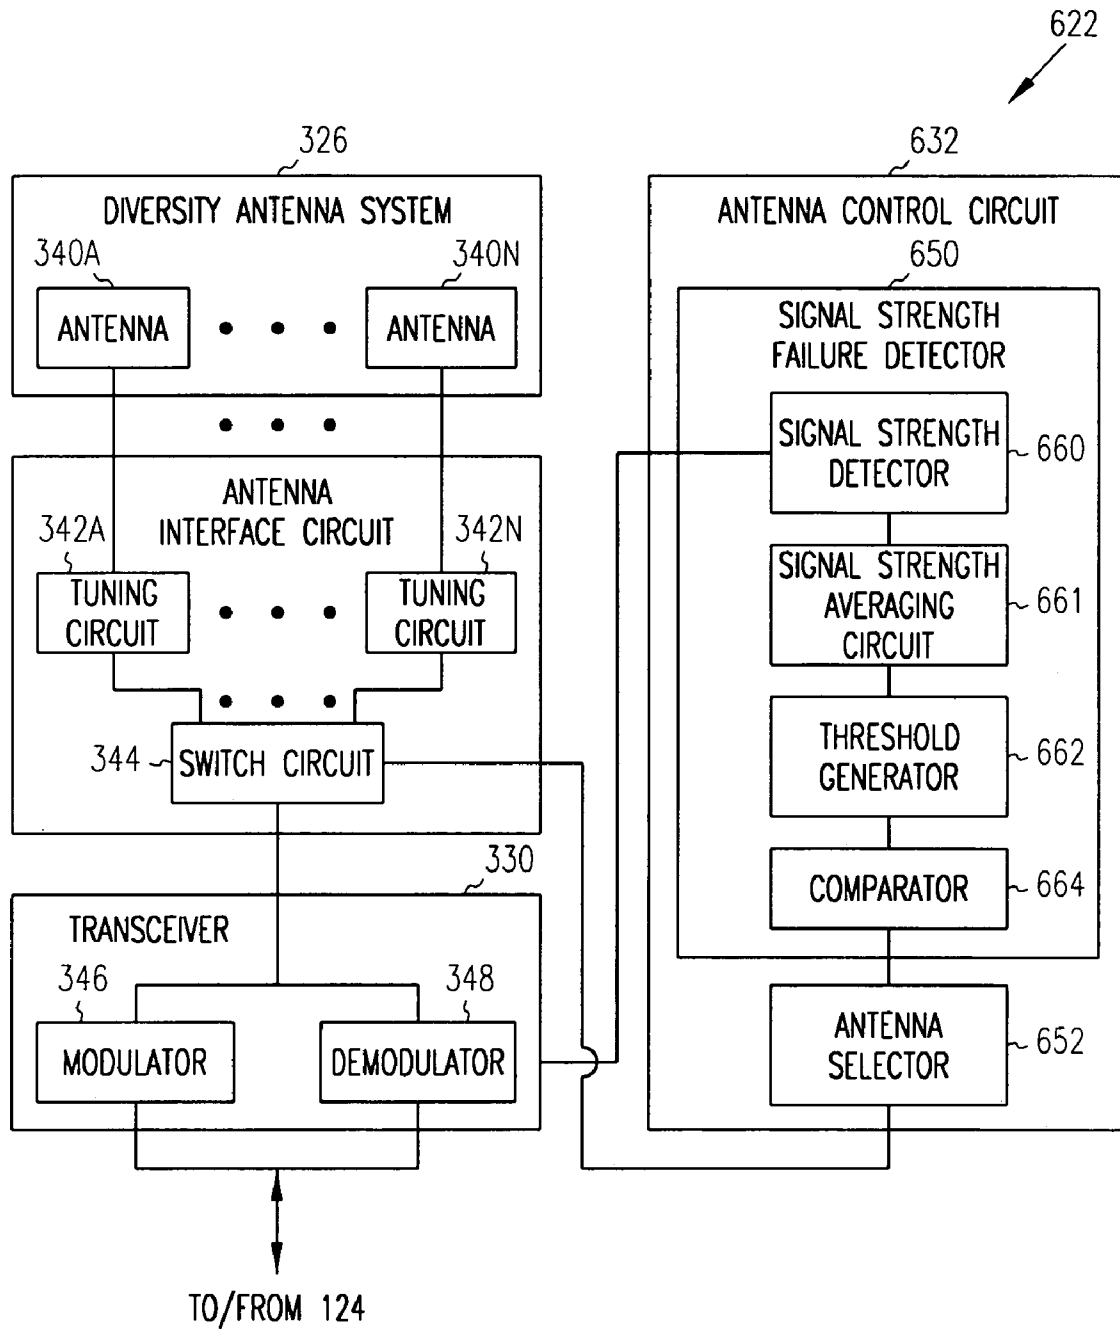 622
326
DIVERSITY ANTENNA SYSTEM
340A
340N
ANTENNA
ANTENNA
ANTENNA
INTERFACE CIRCUIT
342A
342N
TUNING
CIRCUIT
TUNING
CIRCUIT
344
SWITCH CIRCUIT
330
TRANSCEIVER
346
348
MODULATOR
DEMODULATOR
TO/FROM 124
632
ANTENNA CONTROL CIRCUIT
650
SIGNAL STRENGTH
FAILURE DETECTOR
SIGNAL STRENGTH
DETECTOR
660
SIGNAL STRENGTH
AVERAGING
CIRCUIT
661
THRESHOLD
GENERATOR
662
COMPARATOR
664
ANTENNA
SELECTOR
652